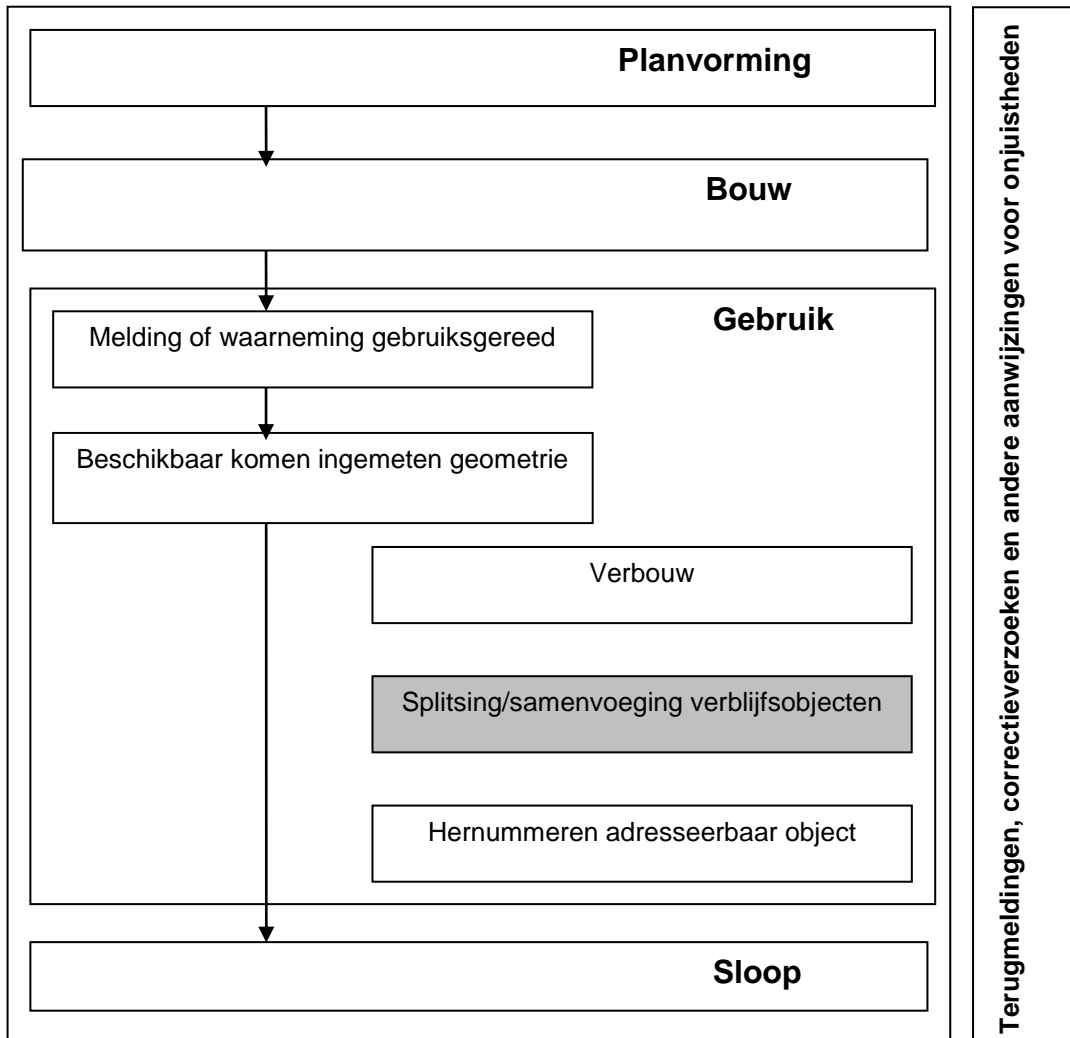 Planvorming
Bouw
Gebruik
Melding of waarneming gebruiksgereed
Beschikbaar komen ingemeten geometrie
Verbouw
Splitsing/samenvoeging verblijfsobjecten
Hernummeren adresseerbaar object
Sloop
Terugmeldingen, correctieverzoeken en andere aanwijzingen voor onjuistheden